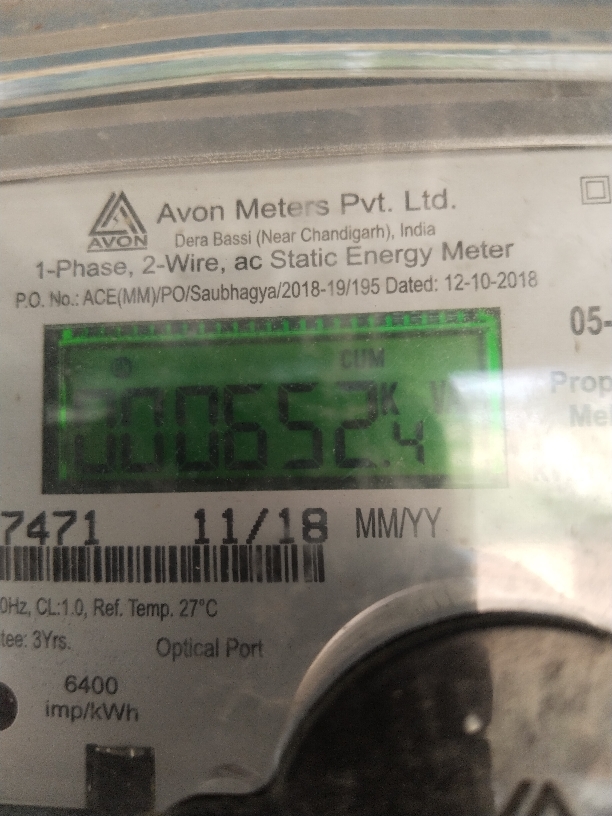 Avon Meters Pvt. Ltd.
AVON
Dera Bassi (Near Chandigarh), India
1-Phase, 2-Wire, ac Static Energy Meter
P.O. No.: ACE(MM)/PO/Saubhagya/2018-19/195 Dated: 12-10-2018
05-
Prop
Me
CUM
000652.4 K
7471 11/18 MM/YY
0Hz, CL:1.0, Ref. Temp. 27°C
tee: 3Yrs.
Optical Port
6400
imp/kWh